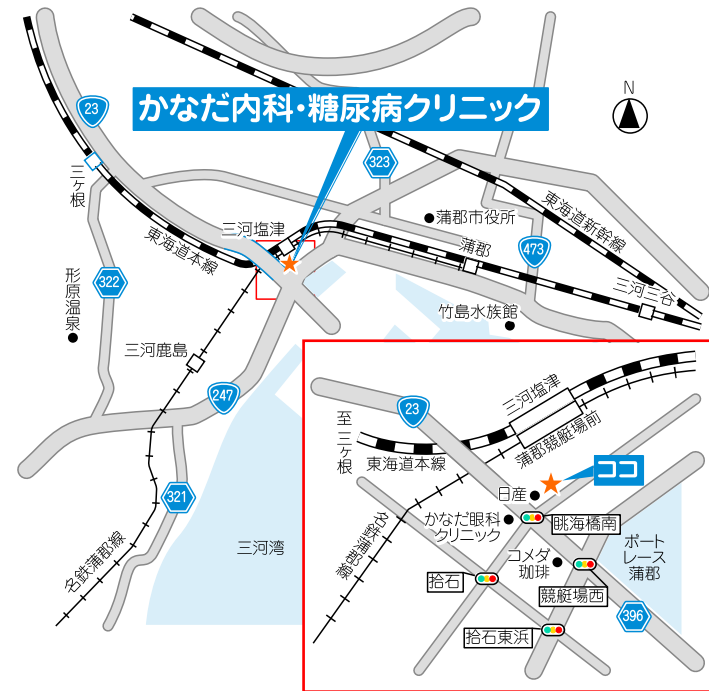 23
かなだ内科・糖尿病クリニック
N
323
三ヶ根
三河塩津
蒲郡市役所
東海道新幹線
東海道本線
蒲郡
473
322
形原温泉
三河三谷
竹島水族館
三河鹿島
247
321
名鉄蒲郡線
三河湾
23
三河塩津
蒲郡競艇場前
至 三ヶ根
東海道本線
ココ
日産
かなだ眼科
クリニック
眺海橋南
名鉄蒲郡線
コメダ
珈琲
ボート
レース
蒲郡
拾石
競艇場西
396
拾石東浜